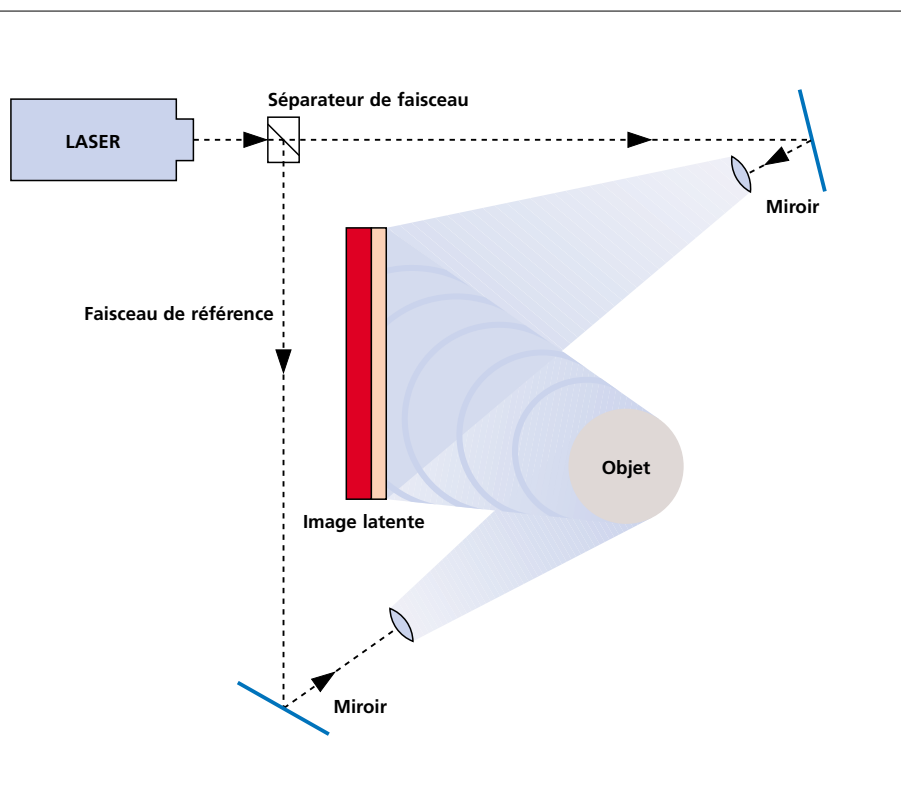 Séparateur de faisceau
LASER
Miroir
Faisceau de référence
Objet
Image latente
Miroir